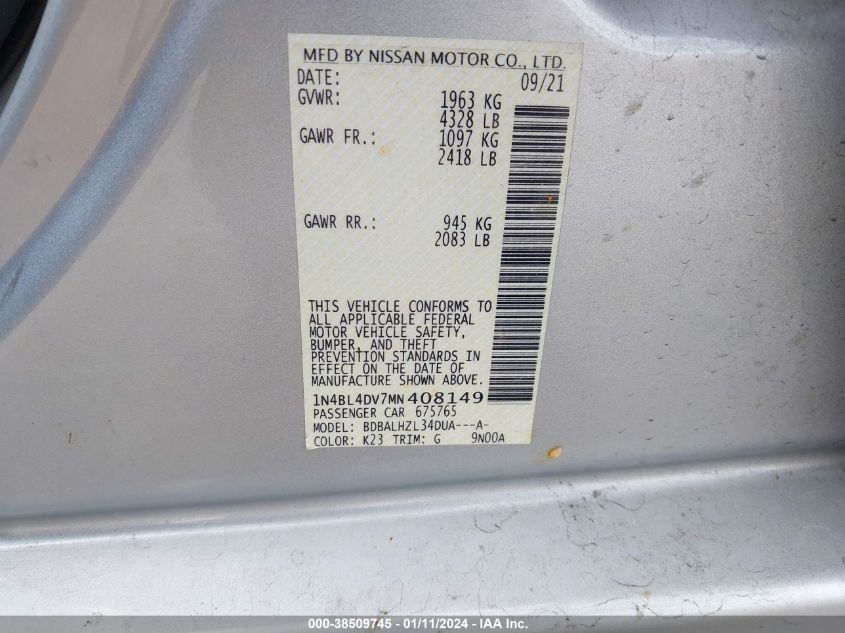 MFD BY NISSAN MOTOR CO., LTD.
DATE: 09/21
GVWR: 1963 KG
4328 LB
GAWR FR.: 1097 KG
2418 LB
GAWR RR.: 945 KG
2083 LB
THIS VEHICLE CONFORMS TO
ALL APPLICABLE FEDERAL
MOTOR VEHICLE SAFETY,
BUMPER, AND THEFT
PREVENTION STANDARDS IN
EFFECT ON THE DATE OF
MANUFACTURE SHOWN ABOVE.
1N4BL4DV7MN408149
PASSENGER CAR 675765
MODEL: BDBALHZL34DUA---A-
COLOR: K23 TRIM: G 9N00A
000-38509745 - 01/11/2024 - IAA